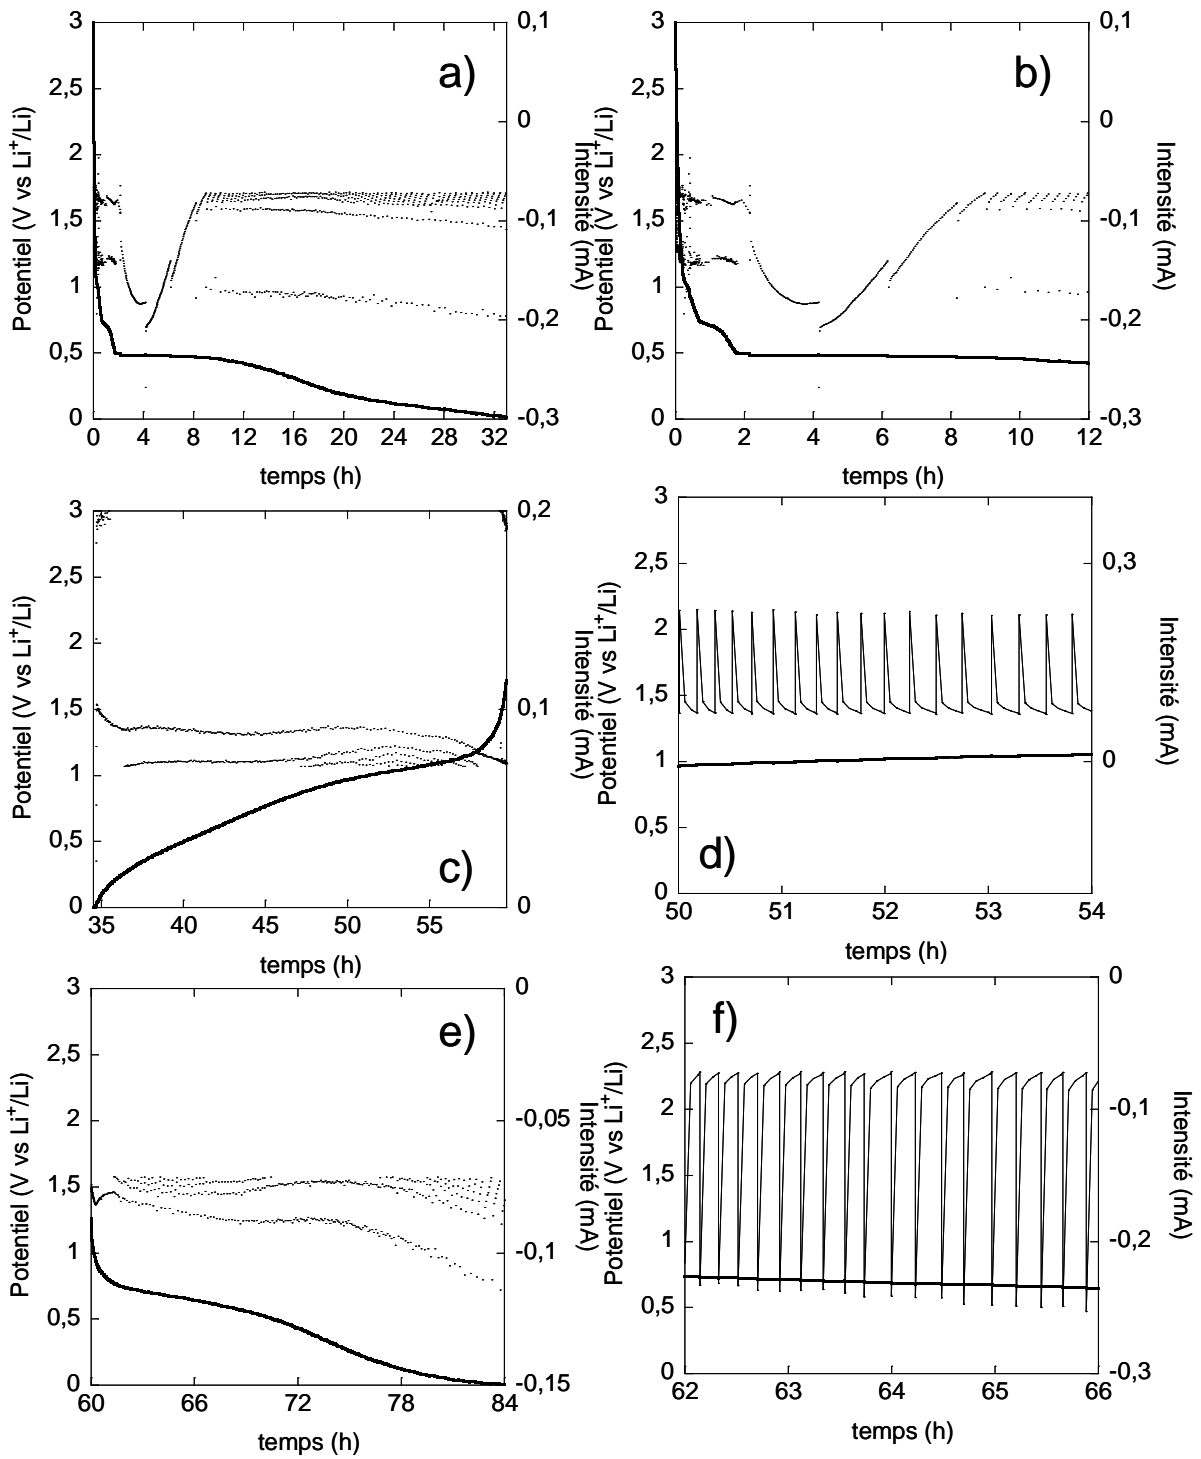 a)
3
2,5
2
1,5
1
0,5
0
0,1
0
-0,1
-0,2
-0,3
0 4 8 12 16 20 24 28 32
temps (h)
Potentiel (V vs Li+/Li)
Intensité (mA)
b)
3
2,5
2
1,5
1
0,5
0
0,1
0
-0,1
-0,2
-0,3
0 2 4 6 8 10 12
temps (h)
Potentiel (V vs Li+/Li)
Intensité (mA)
c)
3
2,5
2
1,5
1
0,5
0
0,2
0,1
0
35 40 45 50 55
temps (h)
Potentiel (V vs Li+/Li)
Intensité (mA)
d)
3
2,5
2
1,5
1
0,5
0
0,3
0
50 51 52 53 54
temps (h)
Potentiel (V vs Li+/Li)
Intensité (mA)
e)
3
2,5
2
1,5
1
0,5
0
0
-0,05
-0,1
-0,15
60 66 72 78 84
temps (h)
Potentiel (V vs Li+/Li)
Intensité (mA)
f)
3
2,5
2
1,5
1
0,5
0
0
-0,1
-0,2
-0,3
62 63 64 65 66
temps (h)
Potentiel (V vs Li+/Li)
Intensité (mA)